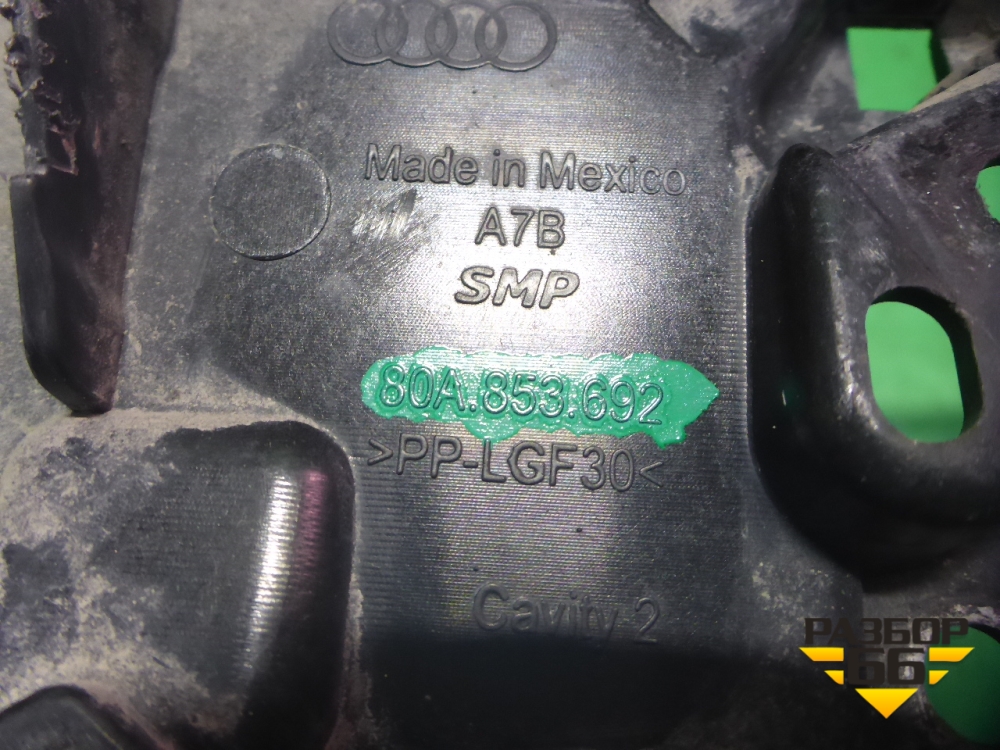 Made in Mexico
A7B
SMP
80A.853.692
>PP-LGF30<
Cavity 2
РАЗБОР
66